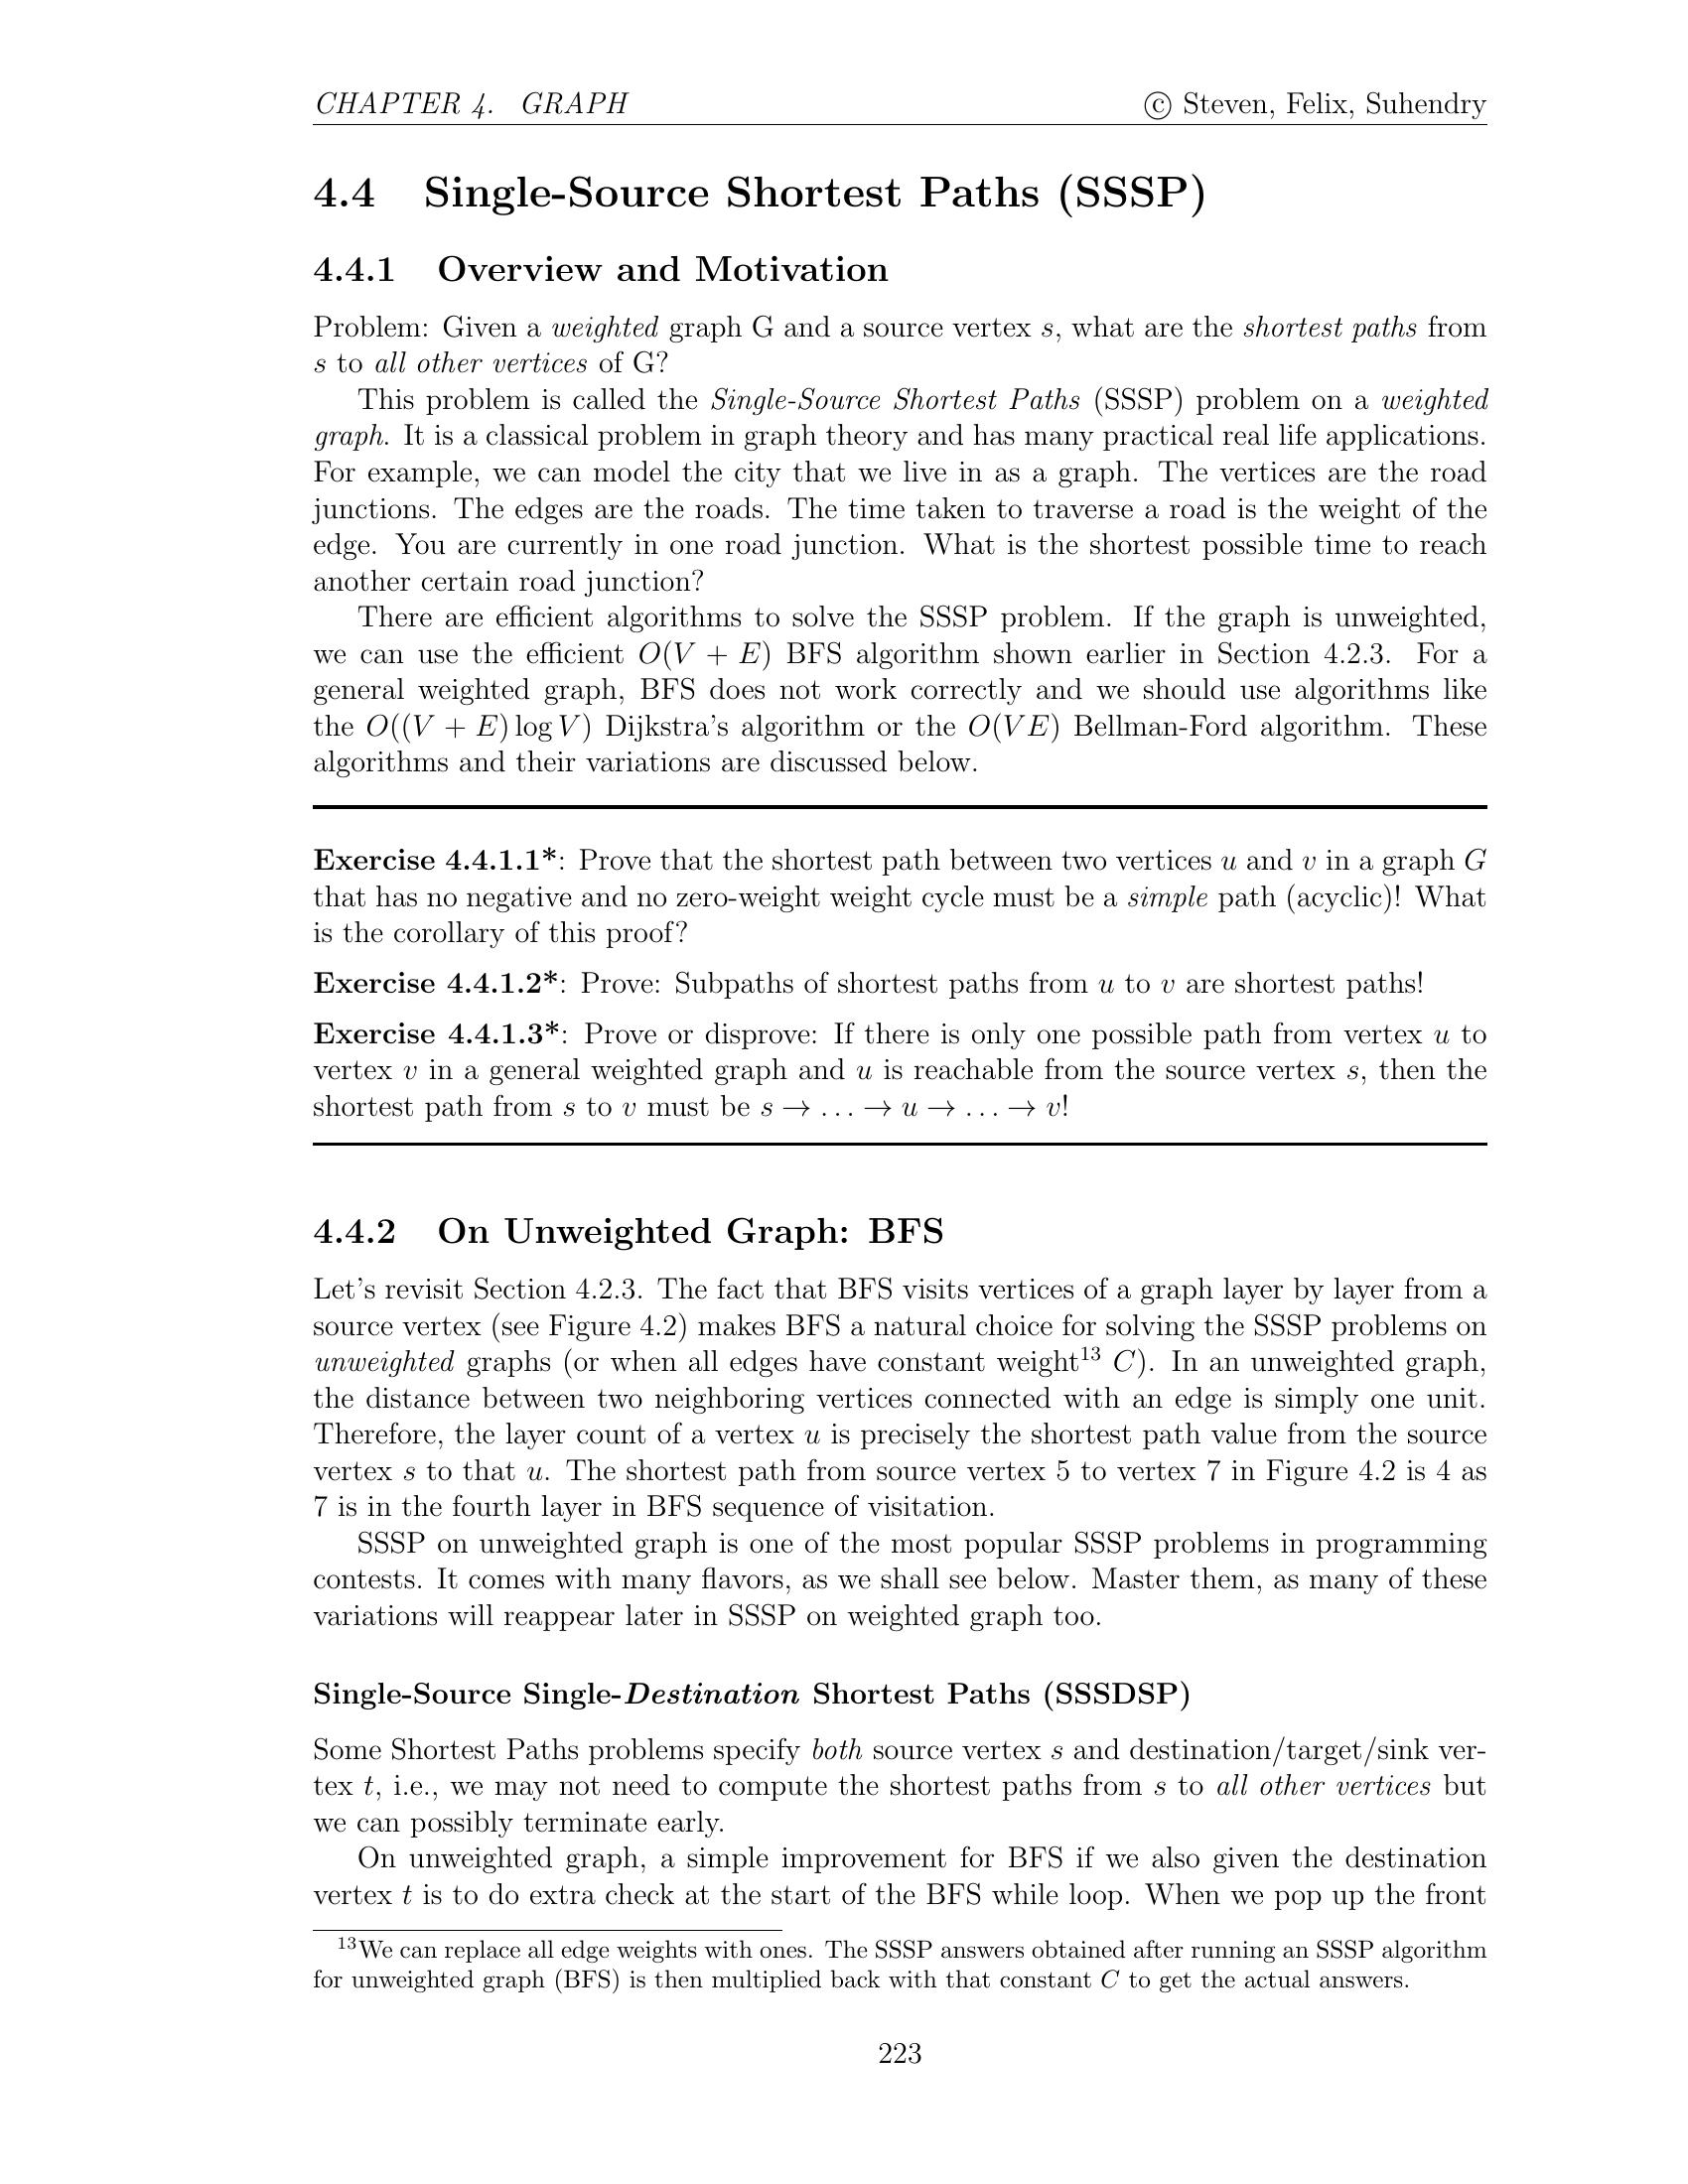 CHAPTER 4. GRAPH © Steven, Felix, Suhendry
4.4 Single-Source Shortest Paths (SSSP)
4.4.1 Overview and Motivation
Problem: Given a weighted graph G and a source vertex s, what are the shortest paths from
s to all other vertices of G?
This problem is called the Single-Source Shortest Paths (SSSP) problem on a weighted
graph. It is a classical problem in graph theory and has many practical real life applications.
For example, we can model the city that we live in as a graph. The vertices are the road
junctions. The edges are the roads. The time taken to traverse a road is the weight of the
edge. You are currently in one road junction. What is the shortest possible time to reach
another certain road junction?
There are efficient algorithms to solve the SSSP problem. If the graph is unweighted,
we can use the efficient O(V + E) BFS algorithm shown earlier in Section 4.2.3. For a
general weighted graph, BFS does not work correctly and we should use algorithms like
the O((V + E) log V) Dijkstra's algorithm or the O(VE) Bellman-Ford algorithm. These
algorithms and their variations are discussed below.
Exercise 4.4.1.1*: Prove that the shortest path between two vertices u and v in a graph G
that has no negative and no zero-weight weight cycle must be a simple path (acyclic)! What
is the corollary of this proof?
Exercise 4.4.1.2*: Prove: Subpaths of shortest paths from u to v are shortest paths!
Exercise 4.4.1.3*: Prove or disprove: If there is only one possible path from vertex u to
vertex v in a general weighted graph and u is reachable from the source vertex s, then the
shortest path from s to v must be s → ... → u → ... → v!
4.4.2 On Unweighted Graph: BFS
Let's revisit Section 4.2.3. The fact that BFS visits vertices of a graph layer by layer from a
source vertex (see Figure 4.2) makes BFS a natural choice for solving the SSSP problems on
unweighted graphs (or when all edges have constant weight¹³ C). In an unweighted graph,
the distance between two neighboring vertices connected with an edge is simply one unit.
Therefore, the layer count of a vertex u is precisely the shortest path value from the source
vertex s to that u. The shortest path from source vertex 5 to vertex 7 in Figure 4.2 is 4 as
7 is in the fourth layer in BFS sequence of visitation.
SSSP on unweighted graph is one of the most popular SSSP problems in programming
contests. It comes with many flavors, as we shall see below. Master them, as many of these
variations will reappear later in SSSP on weighted graph too.
Single-Source Single-Destination Shortest Paths (SSSDSP)
Some Shortest Paths problems specify both source vertex s and destination/target/sink ver-
tex t, i.e., we may not need to compute the shortest paths from s to all other vertices but
we can possibly terminate early.
On unweighted graph, a simple improvement for BFS if we also given the destination
vertex t is to do extra check at the start of the BFS while loop. When we pop up the front
¹³We can replace all edge weights with ones. The SSSP answers obtained after running an SSSP algorithm
for unweighted graph (BFS) is then multiplied back with that constant C to get the actual answers.
223